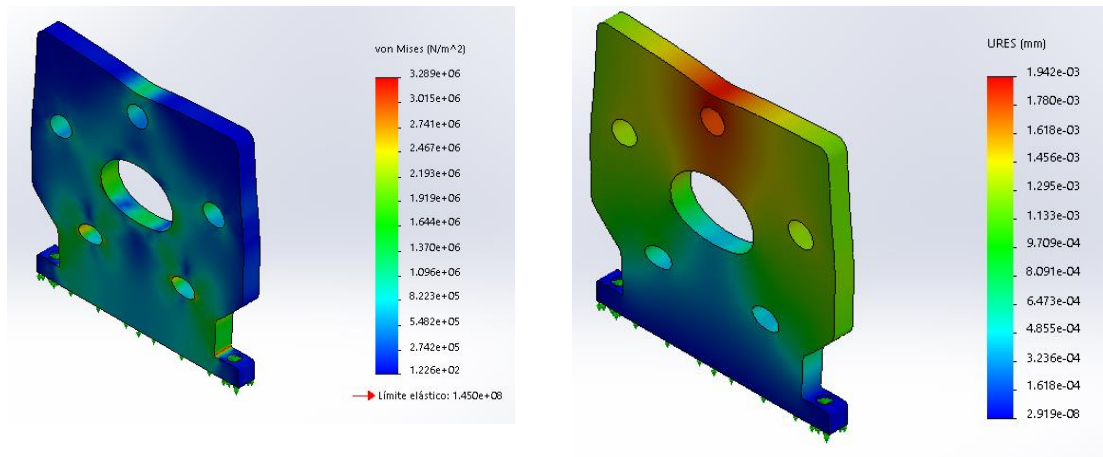 von Mises (N/m^2)
3.289e+06
3.015e+06
2.741e+06
2.467e+06
2.193e+06
1.919e+06
1.644e+06
1.370e+06
1.096e+06
8.223e+05
5.482e+05
2.742e+05
1.226e+02
Límite elástico: 1.450e+08
URES (mm)
1.942e-03
1.780e-03
1.618e-03
1.456e-03
1.295e-03
1.133e-03
9.709e-04
8.091e-04
6.473e-04
4.855e-04
3.236e-04
1.618e-04
2.919e-08